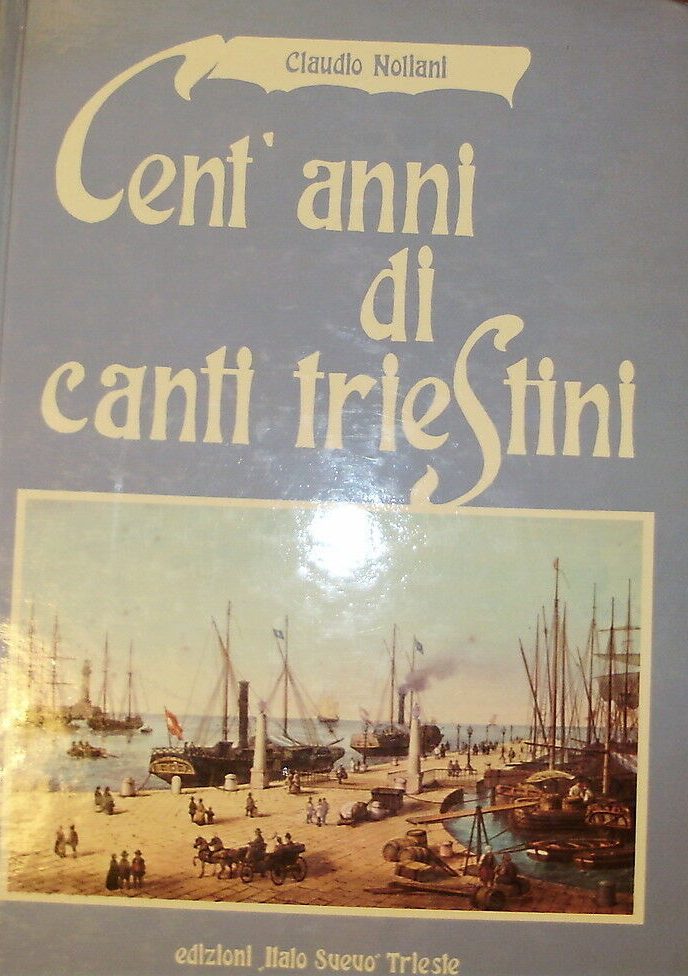 Claudio Noliani
Cent' anni
di
canti trieStini
edizioni „Italo Svevo" Trieste